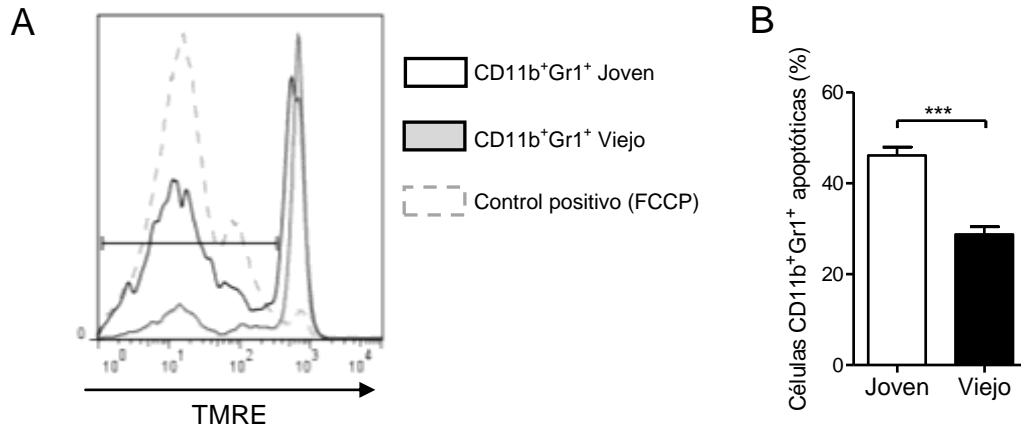 A
CD11b⁺Gr1⁺ Joven
CD11b⁺Gr1⁺ Viejo
Control positivo (FCCP)
0
10⁰ 10¹ 10² 10³ 10⁴
TMRE
B
Células CD11b⁺Gr1⁺ apoptóticas (%)
60
40
20
0
***
Joven Viejo